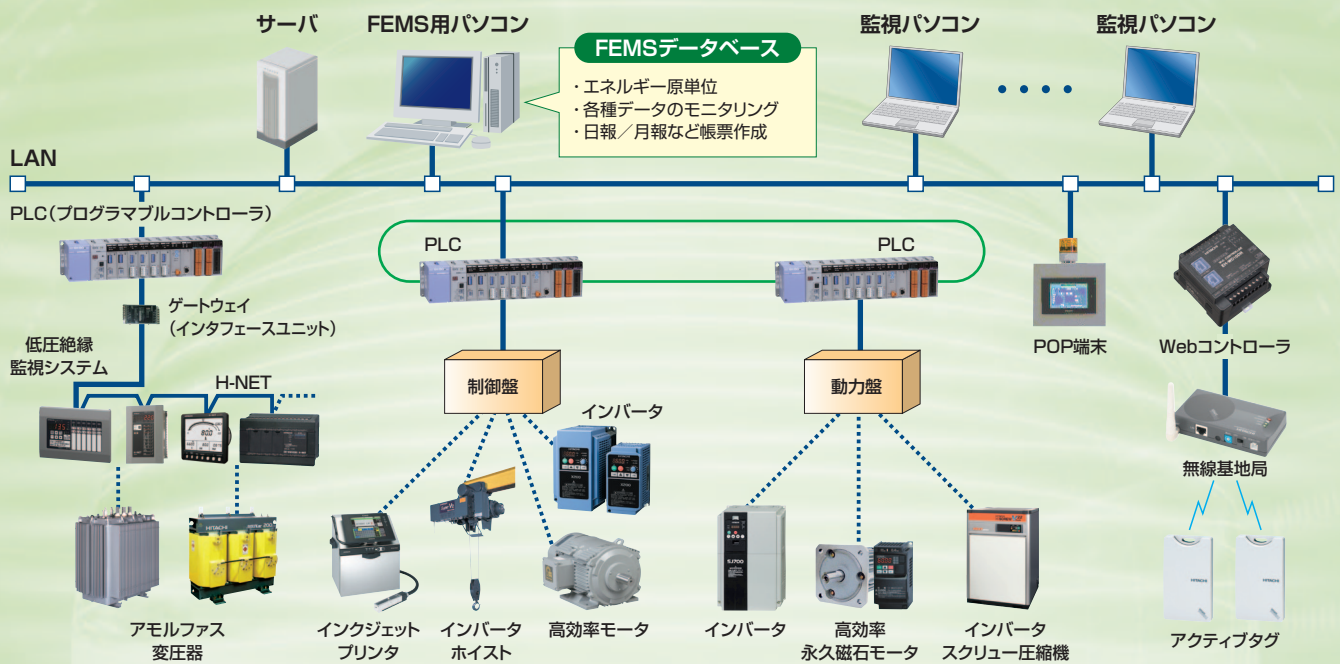 サーバ
FEMS用パソコン
FEMSデータベース
・エネルギー原単位
・各種データのモニタリング
・日報／月報など帳票作成
監視パソコン
監視パソコン
LAN
PLC（プログラマブルコントローラ）
PLC
PLC
ゲートウェイ
（インタフェースユニット）
低圧絶縁
監視システム
H-NET
制御盤
動力盤
インバータ
POP端末
Webコントローラ
無線基地局
HITACHI
SJ700
HITACHI
HITACHI
アモルファス
変圧器
インクジェット
プリンタ
インバータ
ホイスト
高効率モータ
インバータ
高効率
永久磁石モータ
インバータ
スクリュー圧縮機
アクティブタグ